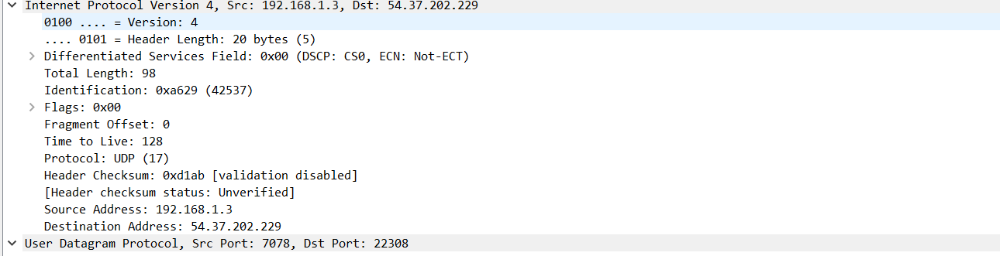 Internet Protocol Version 4, Src: 192.168.1.3, Dst: 54.37.202.229
0100 .... = Version: 4
.... 0101 = Header Length: 20 bytes (5)
Differentiated Services Field: 0x00 (DSCP: CS0, ECN: Not-ECT)
Total Length: 98
Identification: 0xa629 (42537)
Flags: 0x00
Fragment Offset: 0
Time to Live: 128
Protocol: UDP (17)
Header Checksum: 0xd1ab [validation disabled]
[Header checksum status: Unverified]
Source Address: 192.168.1.3
Destination Address: 54.37.202.229
User Datagram Protocol, Src Port: 7078, Dst Port: 22308